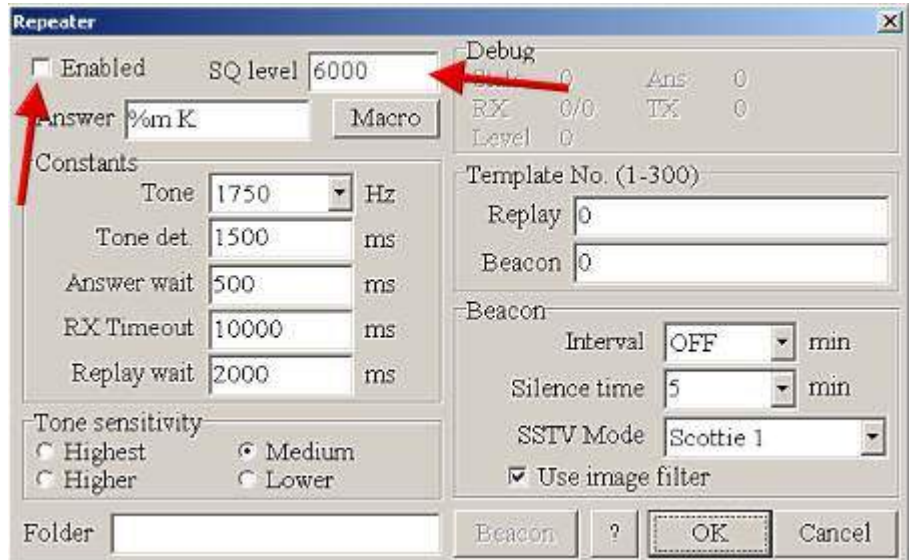 Repeater
Enabled
SQ level 6000
Answer %m K
Macro
Constants
Tone 1750 Hz
Tone det. 1500 ms
Answer wait 500 ms
RX Timeout 10000 ms
Replay wait 2000 ms
Tone sensitivity
Highest
Medium
Higher
Lower
Folder
Debug
0 Ans 0
RX 0/0 TX 0
Level 0
Template No. (1-300)
Replay 0
Beacon 0
Beacon
Interval OFF min
Silence time 5 min
SSTV Mode Scottie 1
Use image filter
Beacon ? OK Cancel